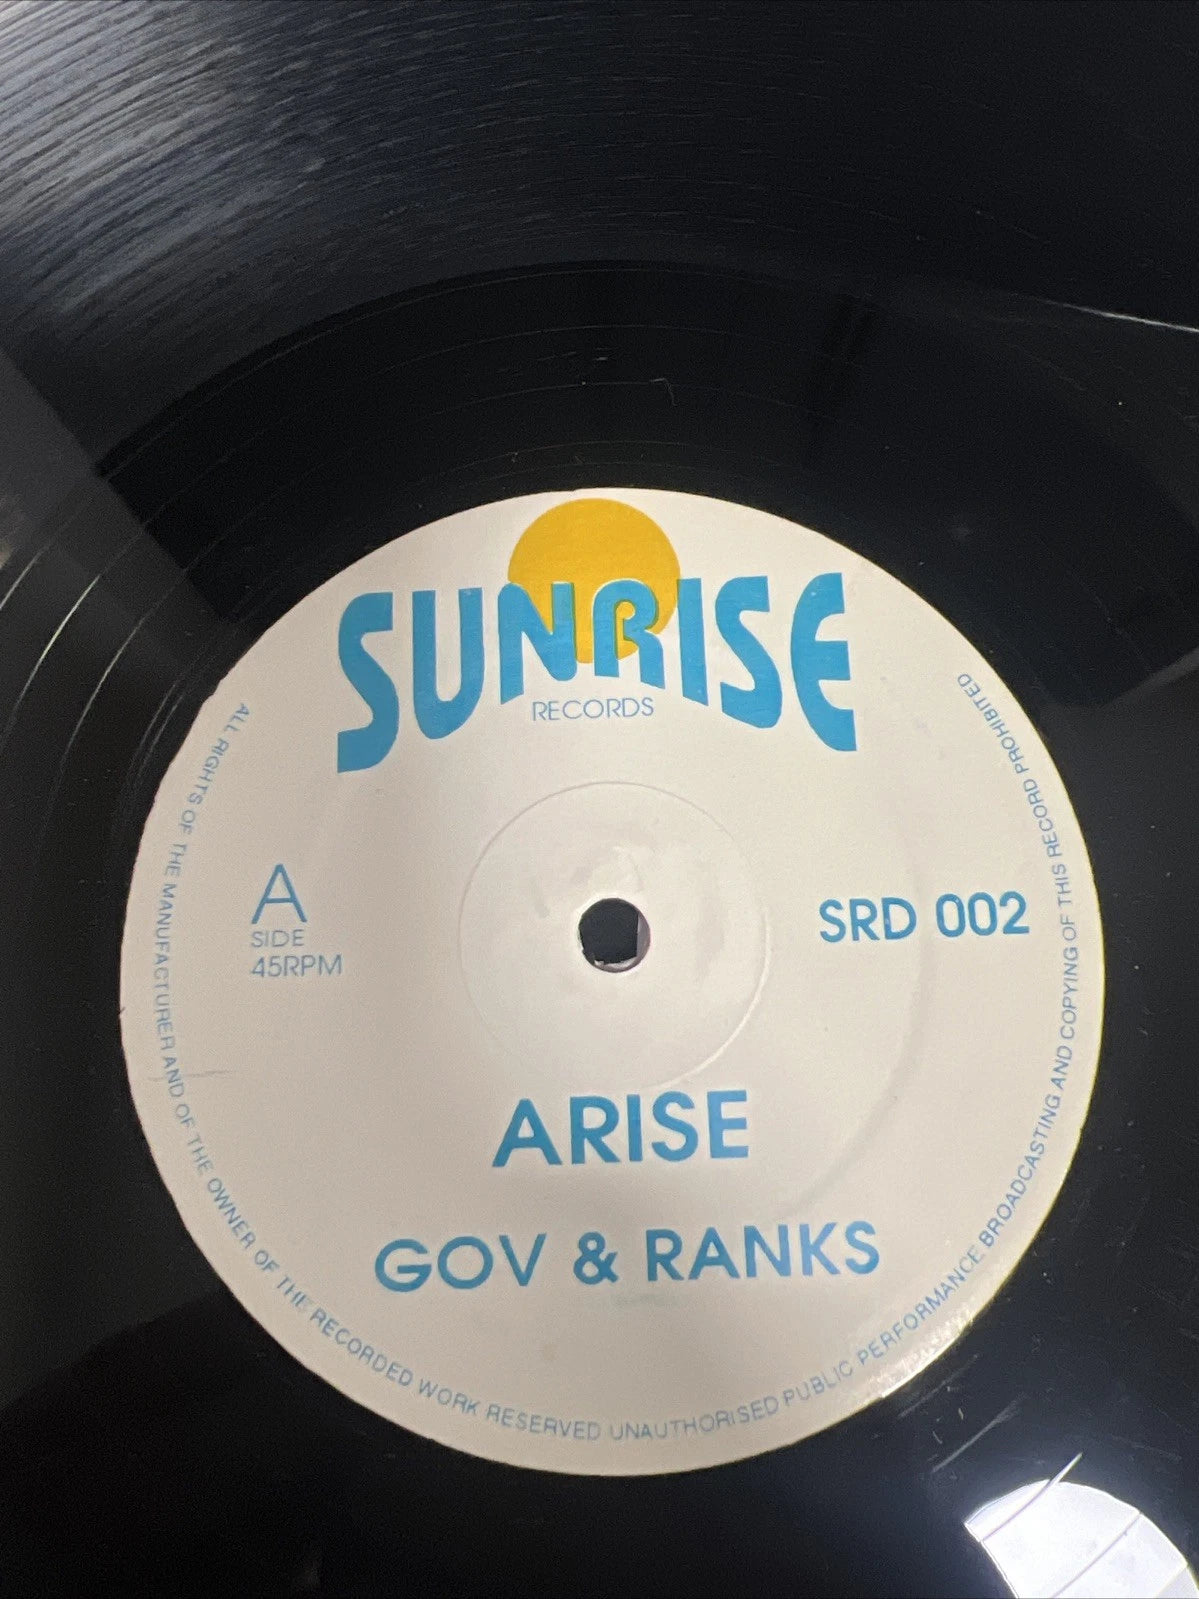 SUNRISE
RECORDS
A
SIDE
45RPM
SRD 002
ARISE
GOV & RANKS
ALL RIGHTS OF THE MANUFACTURER AND OF THE OWNER OF THE RECORDED WORK RESERVED UNAUTHORISED PUBLIC PERFORMANCE BROADCASTING AND COPYING OF THIS RECORD PROHIBITED